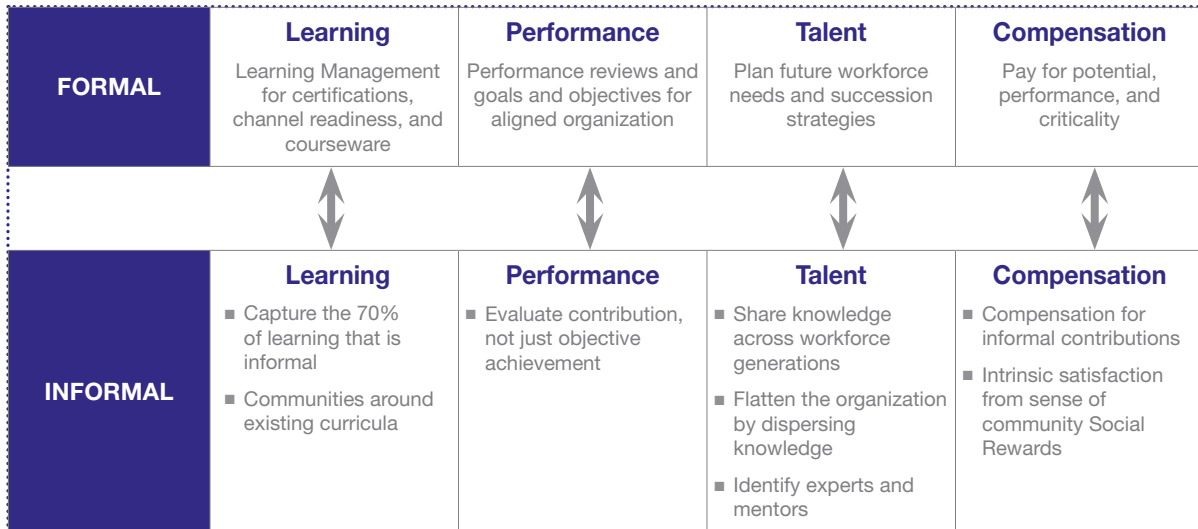 FORMAL
Learning
Learning Management
for certifications,
channel readiness, and
courseware
Performance
Performance reviews and
goals and objectives for
aligned organization
Talent
Plan future workforce
needs and succession
strategies
Compensation
Pay for potential,
performance, and
criticality
INFORMAL
Learning
■ Capture the 70%
of learning that is
informal
■ Communities around
existing curricula
Performance
■ Evaluate contribution,
not just objective
achievement
Talent
■ Share knowledge
across workforce
generations
■ Flatten the organization
by dispersing
knowledge
■ Identify experts and
mentors
Compensation
■ Compensation for
informal contributions
■ Intrinsic satisfaction
from sense of
community Social
Rewards